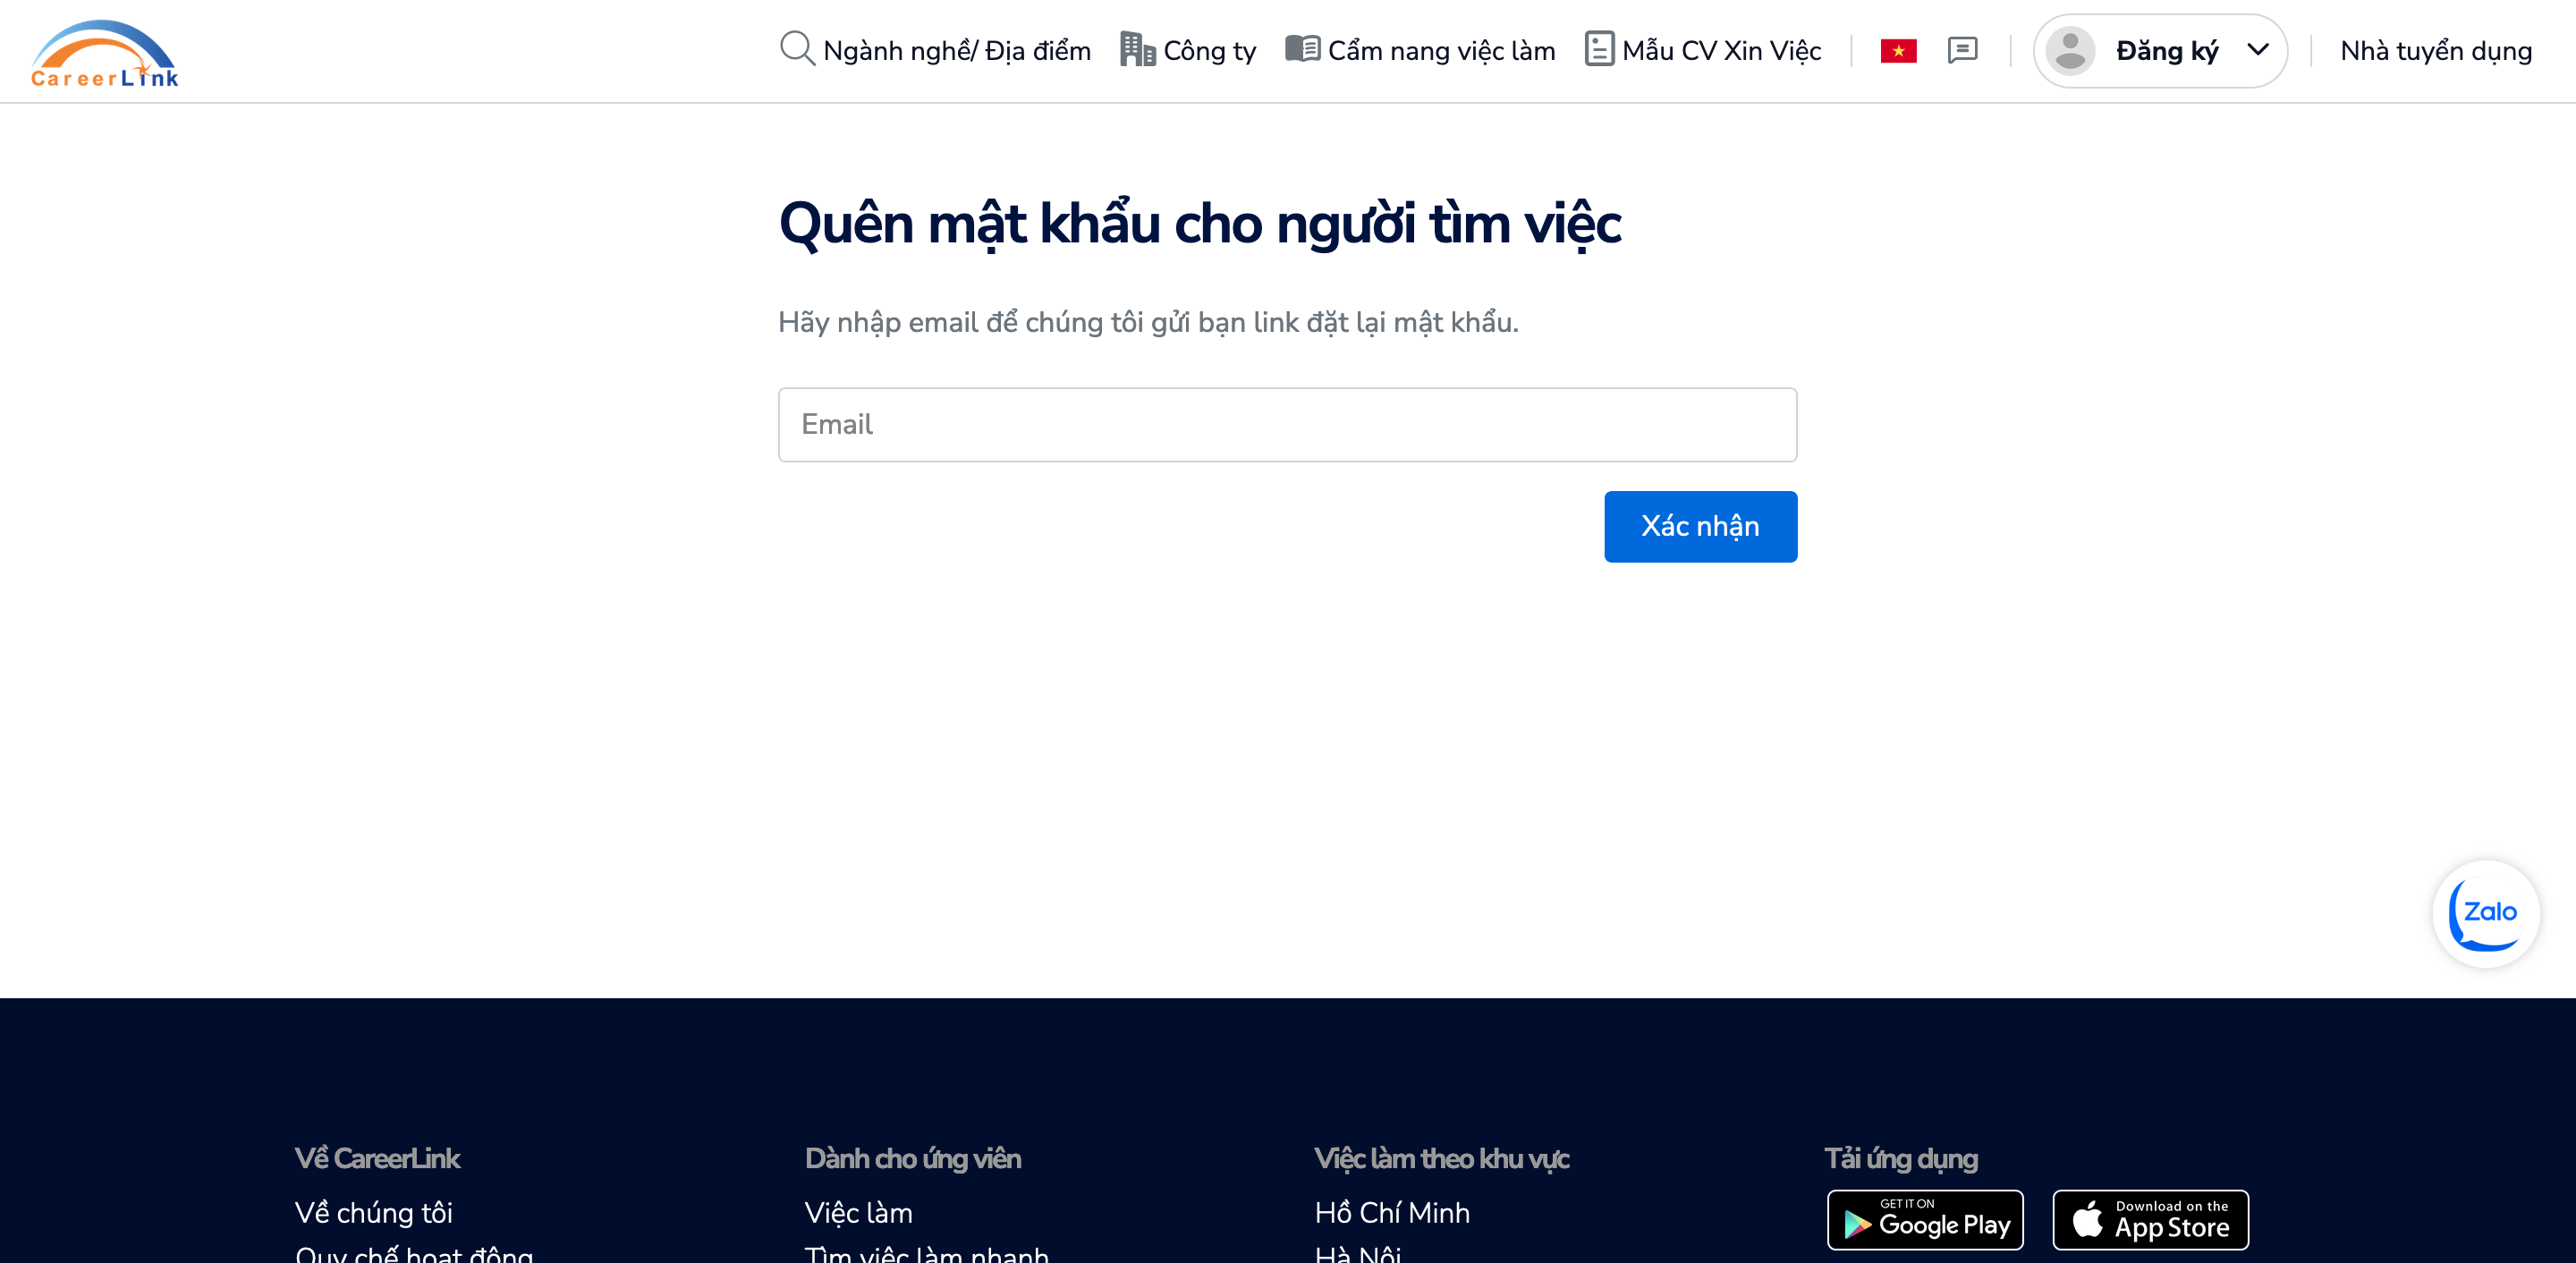 CareerLink
Ngành nghề/ Địa điểm
Công ty
Cẩm nang việc làm
Mẫu CV Xin Việc
Đăng ký
Nhà tuyển dụng
Quên mật khẩu cho người tìm việc
Hãy nhập email để chúng tôi gửi bạn link đặt lại mật khẩu.
Email
Xác nhận
Zalo
Về CareerLink
Về chúng tôi
Quy chế hoạt động
Dành cho ứng viên
Việc làm
Tìm việc làm nhanh
Việc làm theo khu vực
Hồ Chí Minh
Hà Nội
Tải ứng dụng
GET IT ON
Google Play
Download on the
App Store